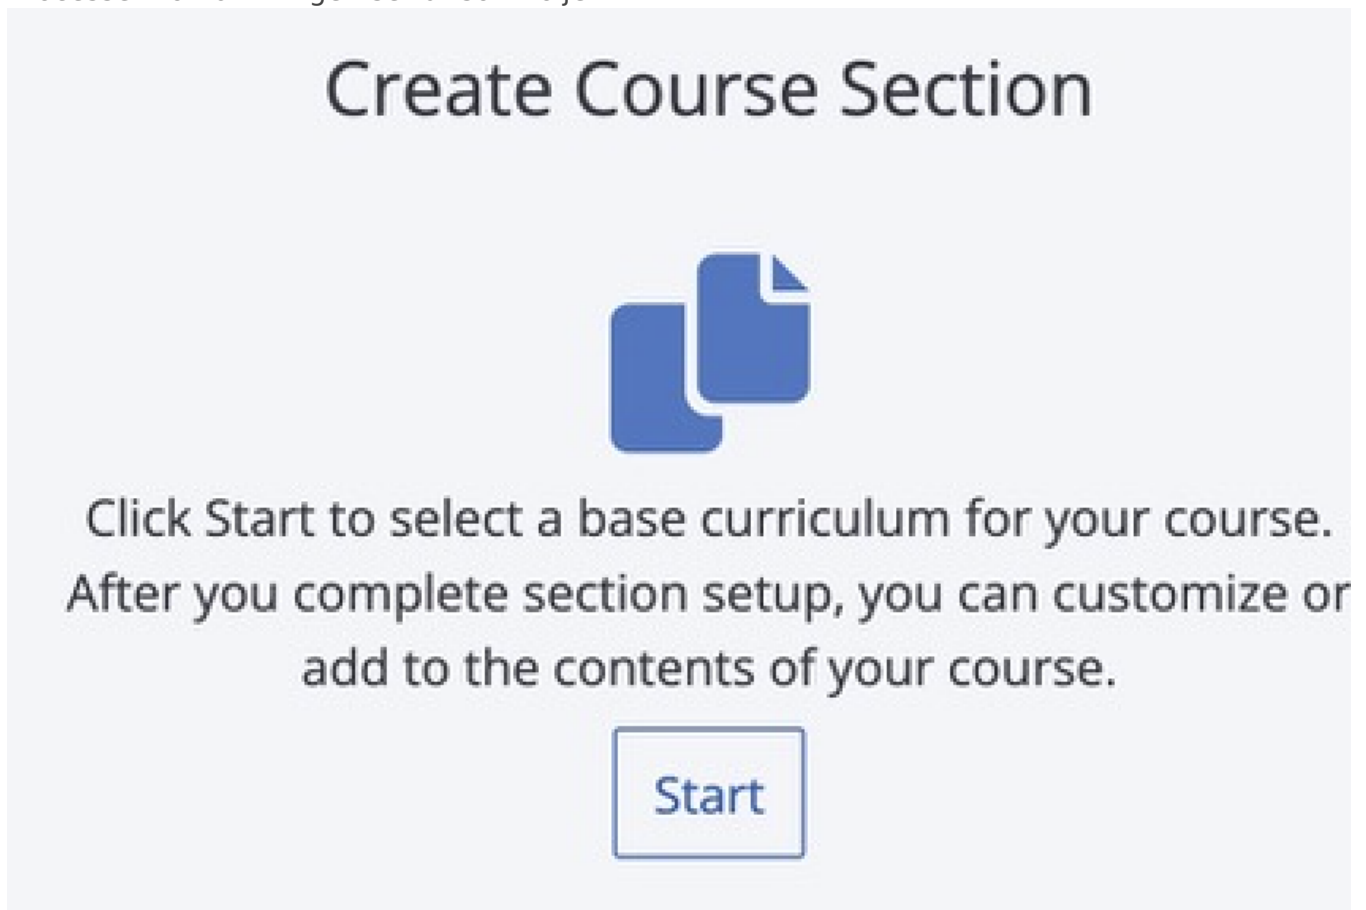 Create Course Section
Click Start to select a base curriculum for your course.
After you complete section setup, you can customize or
add to the contents of your course.
Start